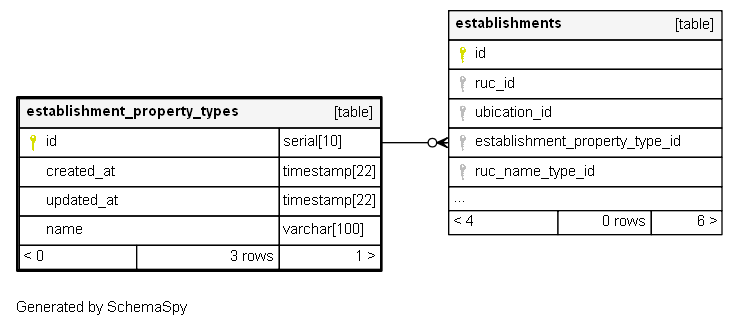 establishments [table]
id
ruc_id
ubication_id
establishment_property_type_id
ruc_name_type_id
...
< 4 0 rows 6 >
establishment_property_types [table]
id serial[10]
created_at timestamp[22]
updated_at timestamp[22]
name varchar[100]
< 0 3 rows 1 >
Generated by SchemaSpy